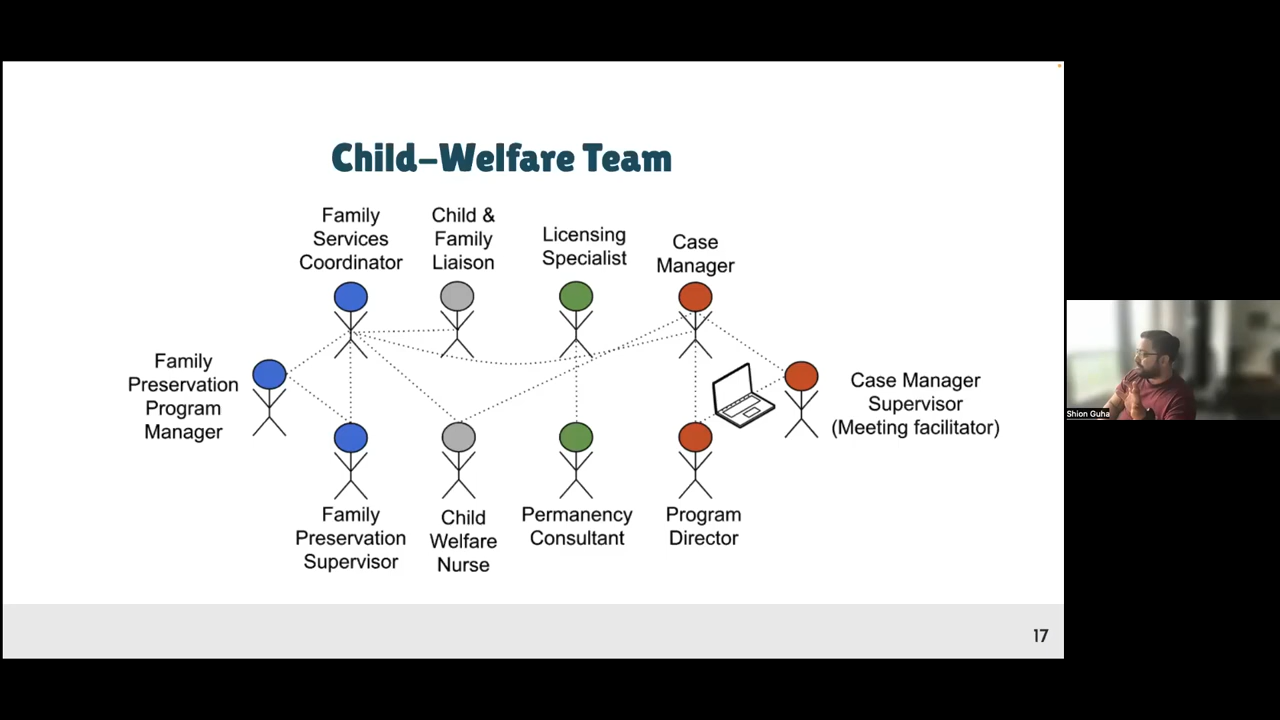 Child-Welfare Team
Family
Services
Coordinator
Child &
Family
Liaison
Licensing
Specialist
Case
Manager
Family
Preservation
Program
Manager
Case Manager
Supervisor
(Meeting facilitator)
Family
Preservation
Supervisor
Child
Welfare
Nurse
Permanency
Consultant
Program
Director
17
Shion Guha